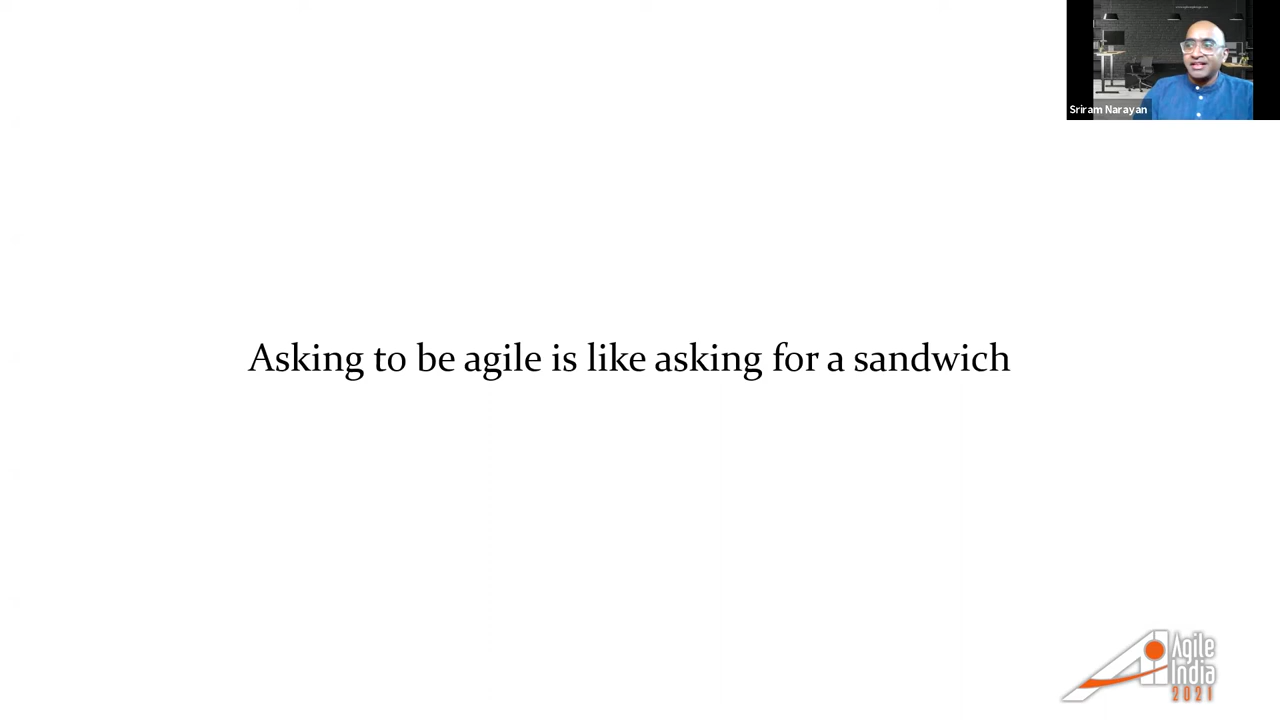 Sriram Narayan
Asking to be agile is like asking for a sandwich
Agile
India
2021